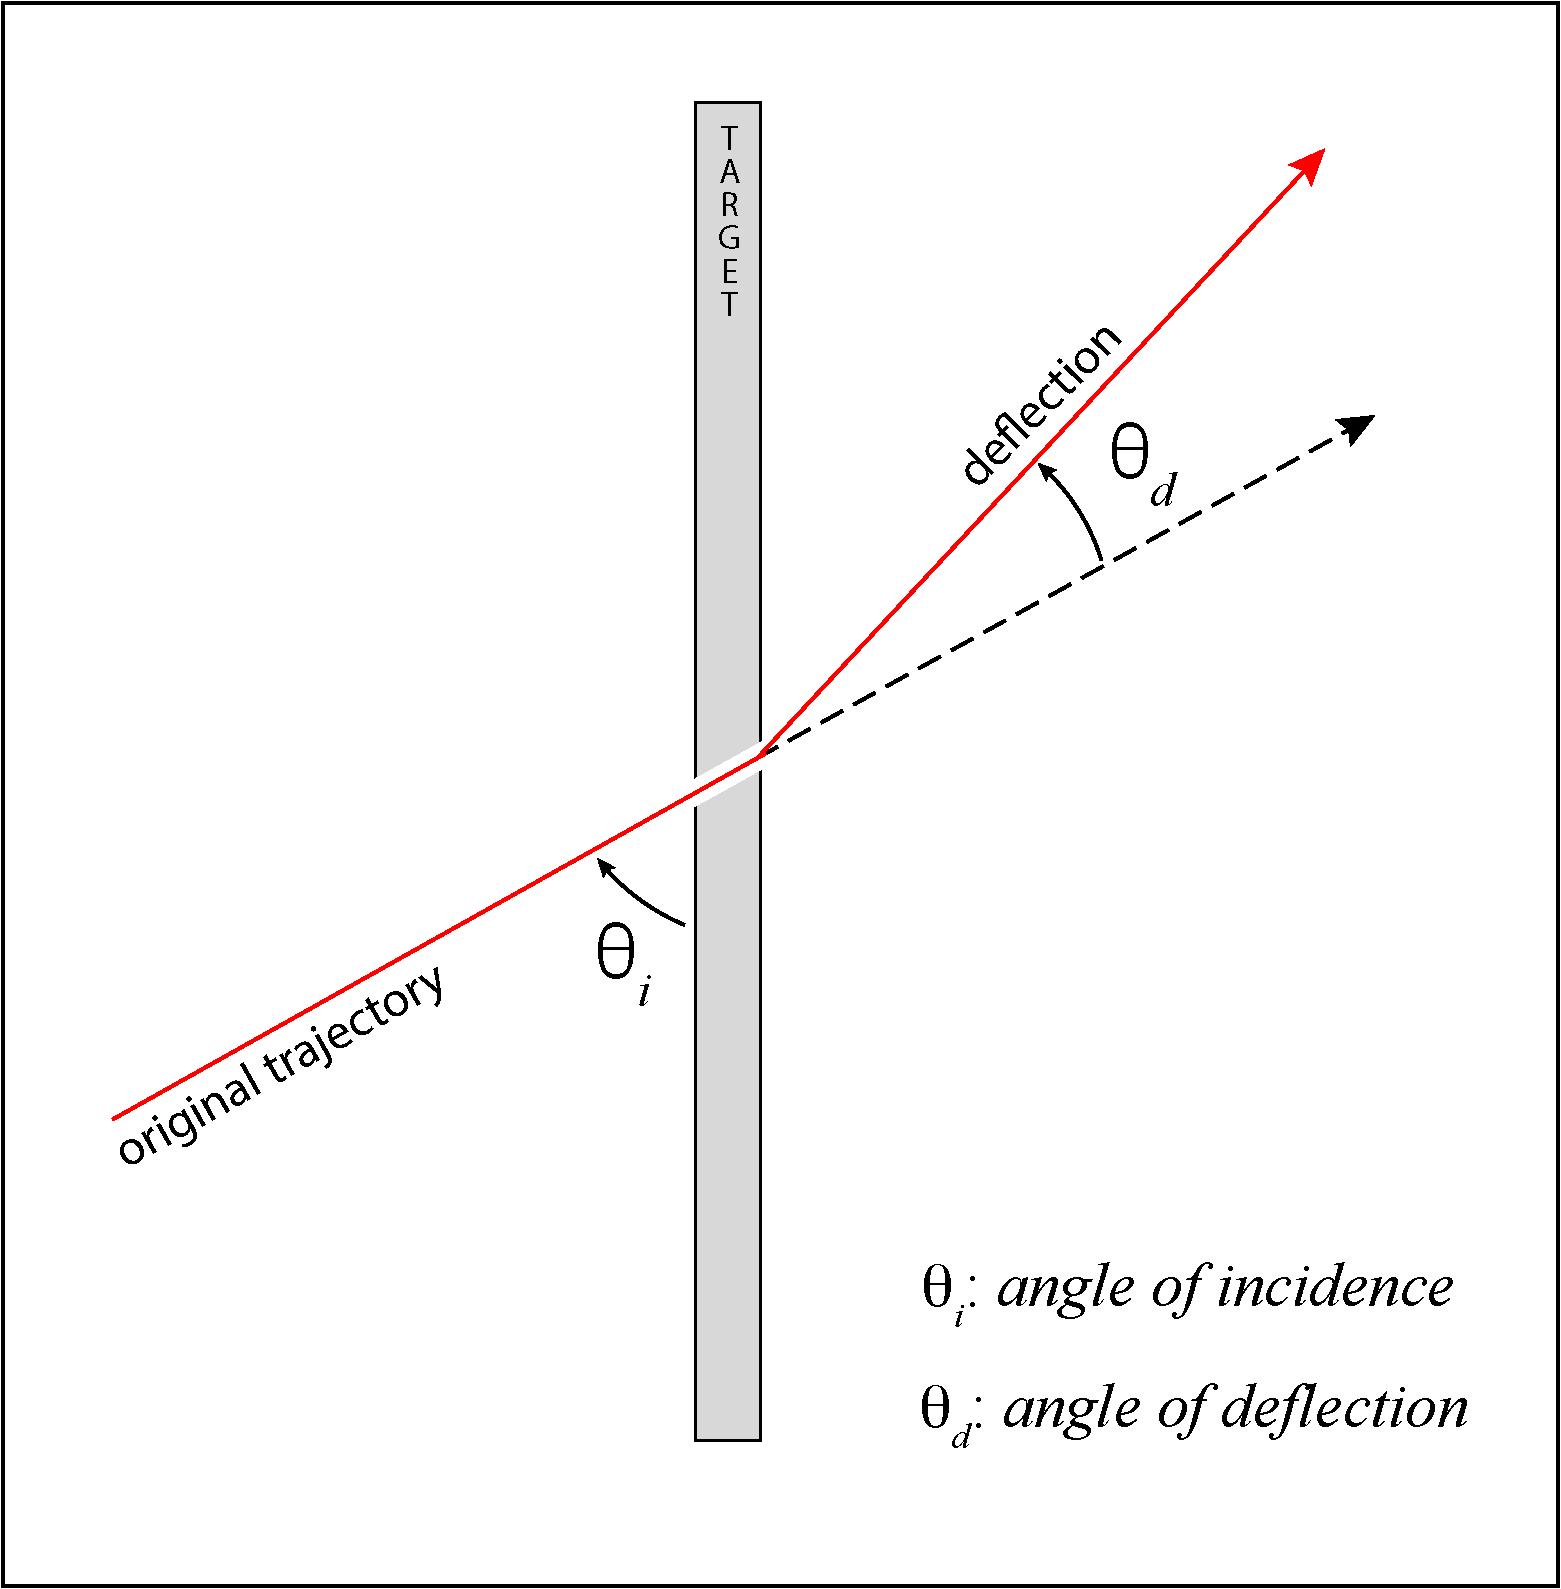 TARGET
deflection
θd
θi
original trajectory
θi: angle of incidence
θd: angle of deflection